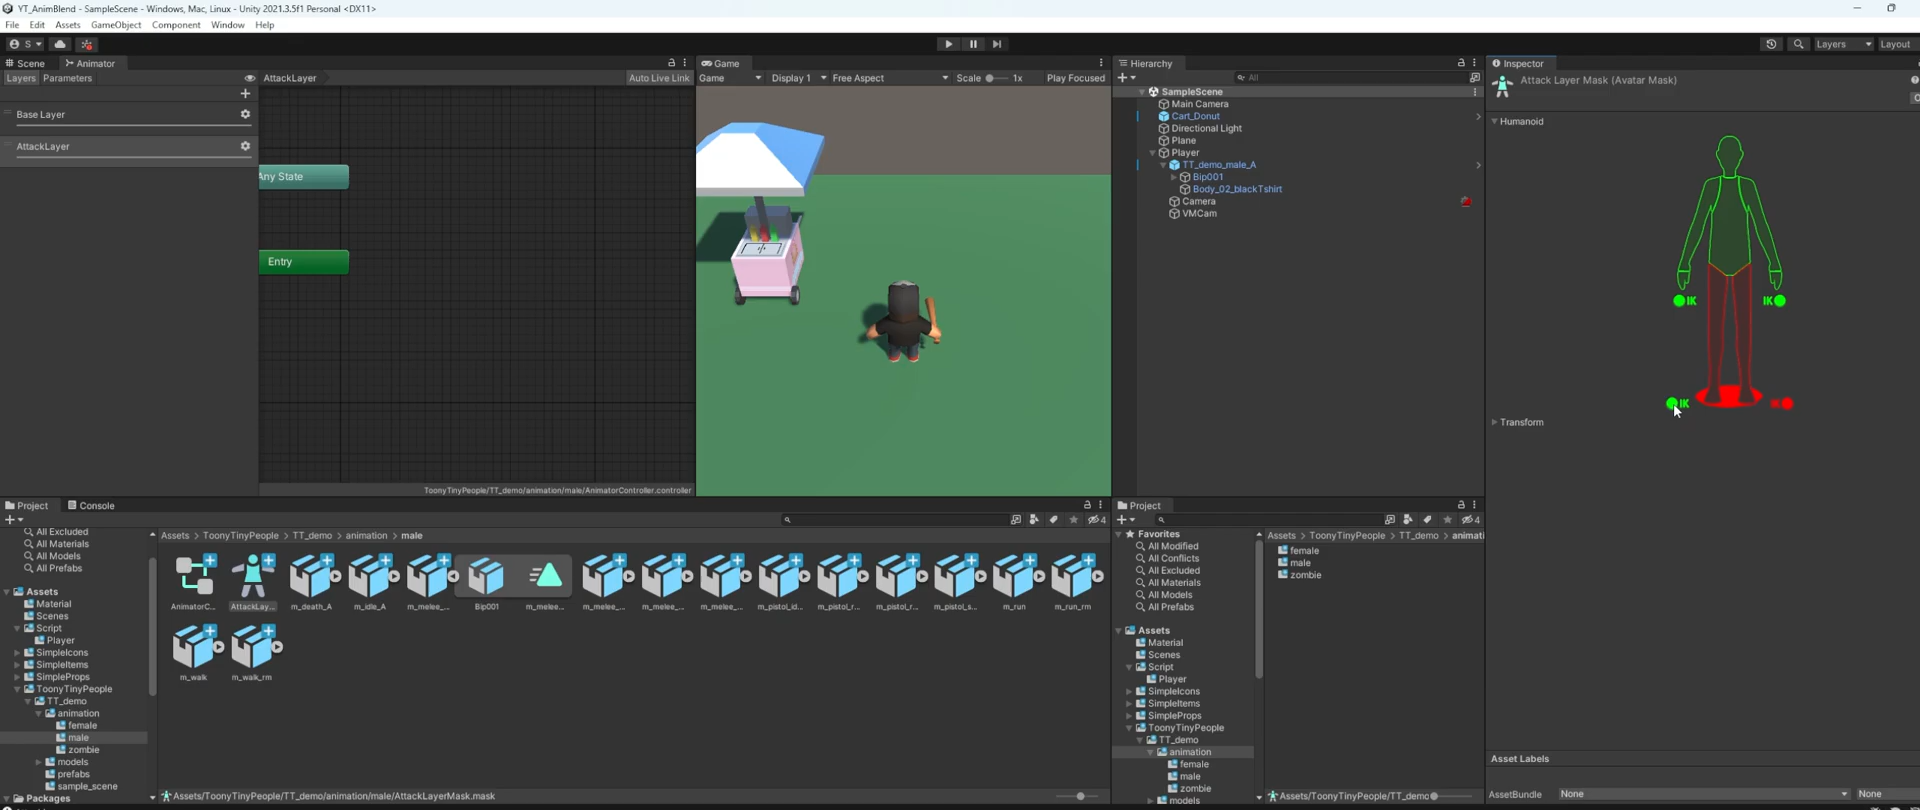 YT_AnimBlend - SampleScene - Windows, Mac, Linux - Unity 2021.3.5f1 Personal <DX11>
File Edit Assets GameObject Component Window Help
S Layers Layout
Scene Animator
Layers Parameters AttackLayer Auto Live Link
Base Layer
AttackLayer
Any State
Entry
ToonyTinyPeople/TT_demo/animation/male/AnimatorController.controller
Game
Game Display 1 Free Aspect Scale 1x Play Focused
Hierarchy
All
SampleScene
Main Camera
Cart_Donut
Directional Light
Plane
Player
TT_demo_male_A
Bip001
Body_02_blackTshirt
Camera
VMCam
Inspector
Attack Layer Mask (Avatar Mask)
Humanoid
IK IK
IK
Transform
Asset Labels
AssetBundle None None
Project Console
4
All Excluded
All Materials
All Models
All Prefabs
Assets
Material
Scenes
Script
Player
SimpleIcons
SimpleItems
SimpleProps
ToonyTinyPeople
TT_demo
animation
female
male
zombie
models
prefabs
sample_scene
Packages
Assets > ToonyTinyPeople > TT_demo > animation > male
AnimatorC... AttackLay... m_death_A m_idle_A m_melee_... Bip001 m_melee... m_melee_... m_melee_... m_melee_... m_pistol_id... m_pistol_r... m_pistol_r... m_pistol_s... m_run m_run_rm
m_walk m_walk_rm
Assets/ToonyTinyPeople/TT_demo/animation/male/AttackLayerMask.mask
Project
4
Favorites
All Modified
All Conflicts
All Excluded
All Materials
All Models
All Prefabs
Assets
Material
Scenes
Script
Player
SimpleIcons
SimpleItems
SimpleProps
ToonyTinyPeople
TT_demo
animation
female
male
zombie
models
Assets > ToonyTinyPeople > TT_demo > animati
female
male
zombie
Assets/ToonyTinyPeople/TT_demo